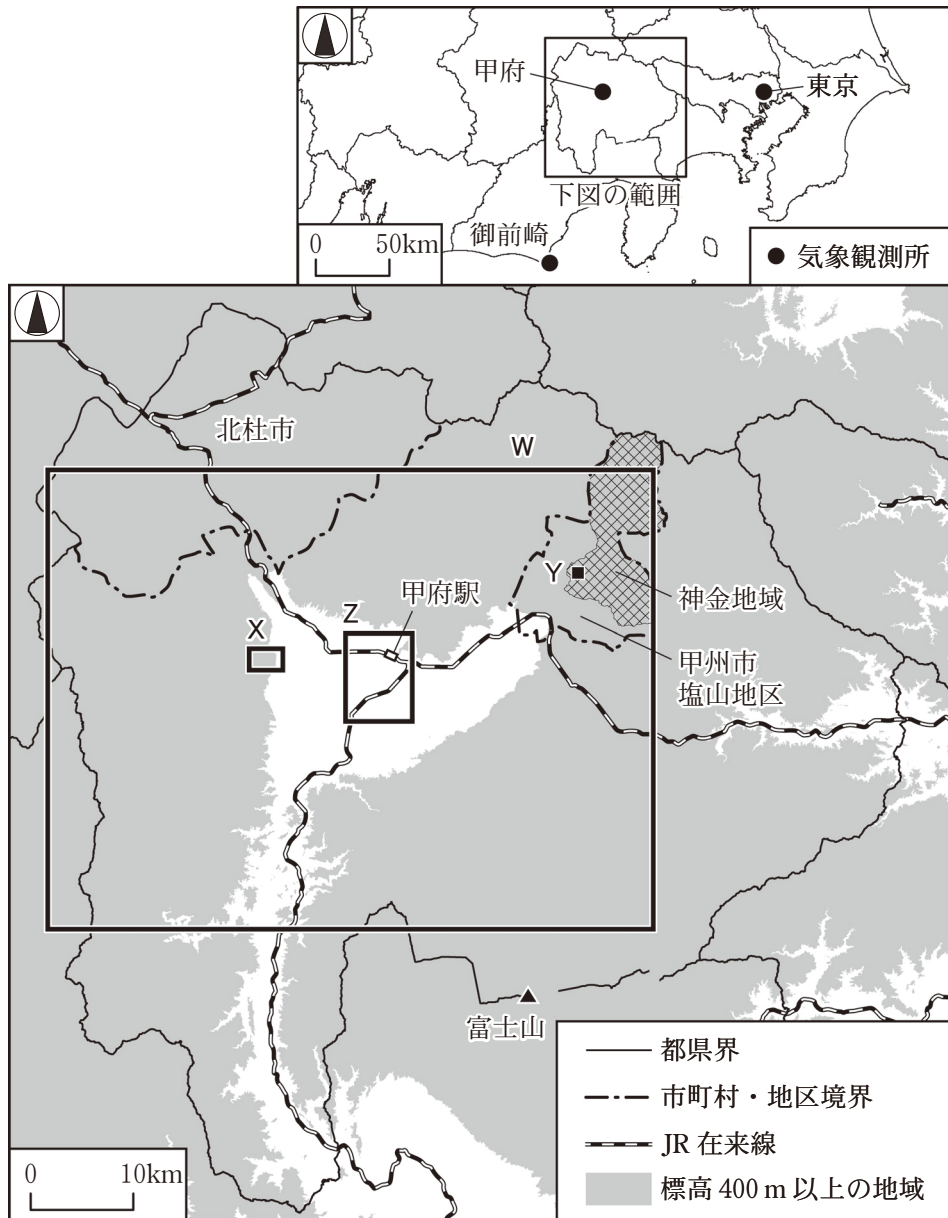 甲府
東京
下図の範囲
御前崎
0 50km
● 気象観測所
北杜市
W
甲府駅
Y
神金地域
Z
X
甲州市
塩山地区
富士山
都県界
市町村・地区境界
JR 在来線
標高 400 m 以上の地域
0 10km